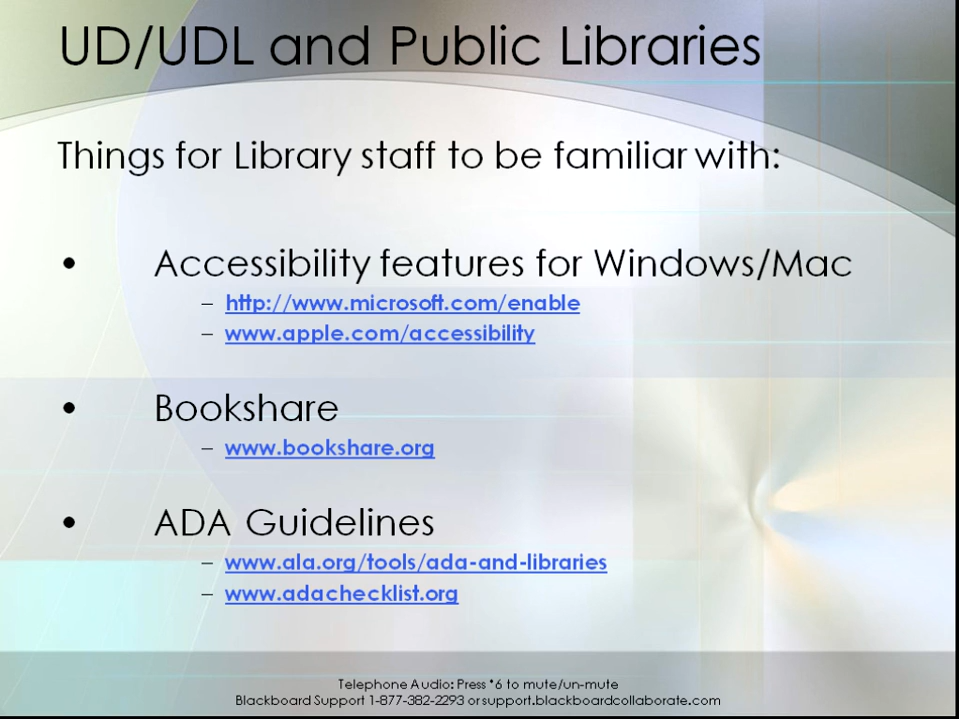 UD/UDL and Public Libraries
Things for Library staff to be familiar with:
• Accessibility features for Windows/Mac
– http://www.microsoft.com/enable
– www.apple.com/accessibility
• Bookshare
– www.bookshare.org
• ADA Guidelines
– www.ala.org/tools/ada-and-libraries
– www.adachecklist.org
Telephone Audio: Press *6 to mute/un-mute
Blackboard Support 1-877-382-2293 or support.blackboardcollaborate.com